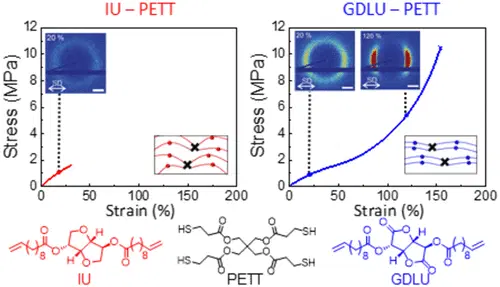 IU – PETT
GDLU – PETT
12
10
8
6
4
2
0
Stress (MPa)
20 %
SD
0 50 100 150 200
Strain (%)
12
10
8
6
4
2
0
Stress (MPa)
20 %
SD
120 %
SD
0 50 100 150 200
Strain (%)
O
O
H
O
O
H
O
O
8
8
IU
HS
O
O
O
SH
O
HS
O
O
O
O
SH
PETT
O
O
O
H
O
O
H
O
O
O
8
8
GDLU